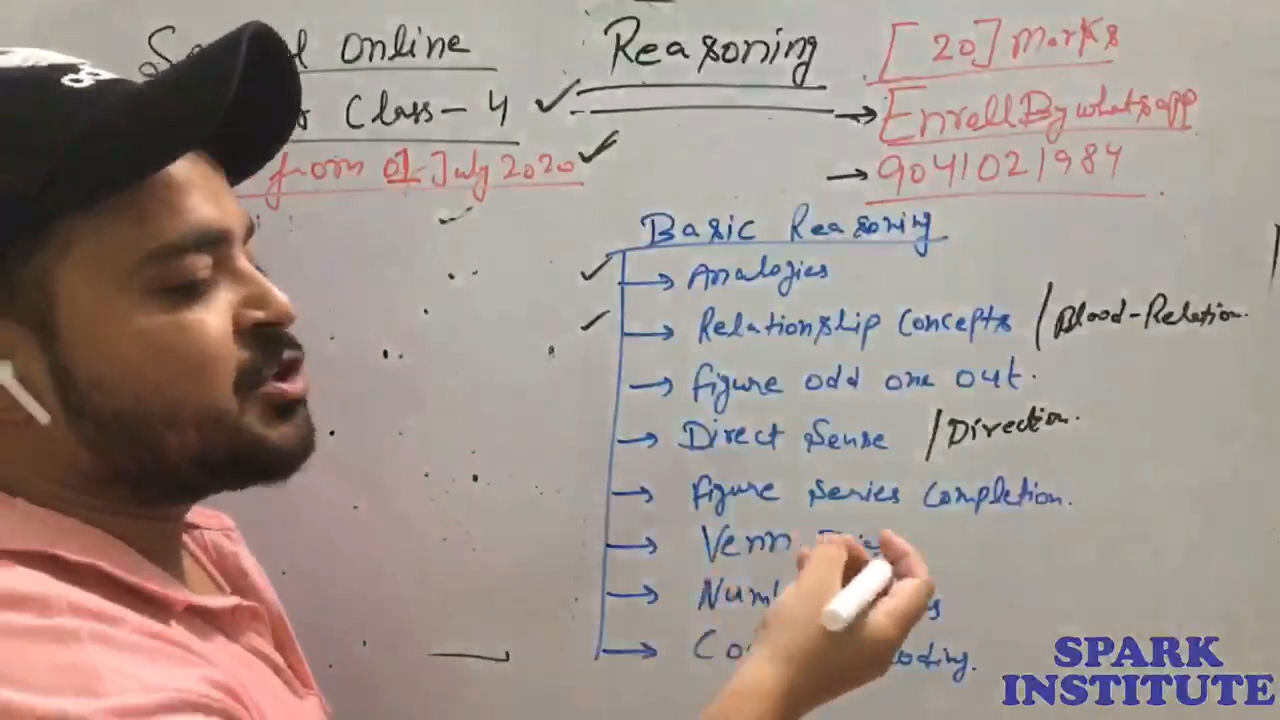 Online
Class-4
from 01 July 2020
Reasoning
[20] Marks
Enroll By whatsapp
9041021984
Basic Reasoning
Analogies
Relationship Concepts / Blood-Relation.
figure odd one out.
Direct Sense / Direction.
figure Series Completion.
Venn
SPARK
INSTITUTE